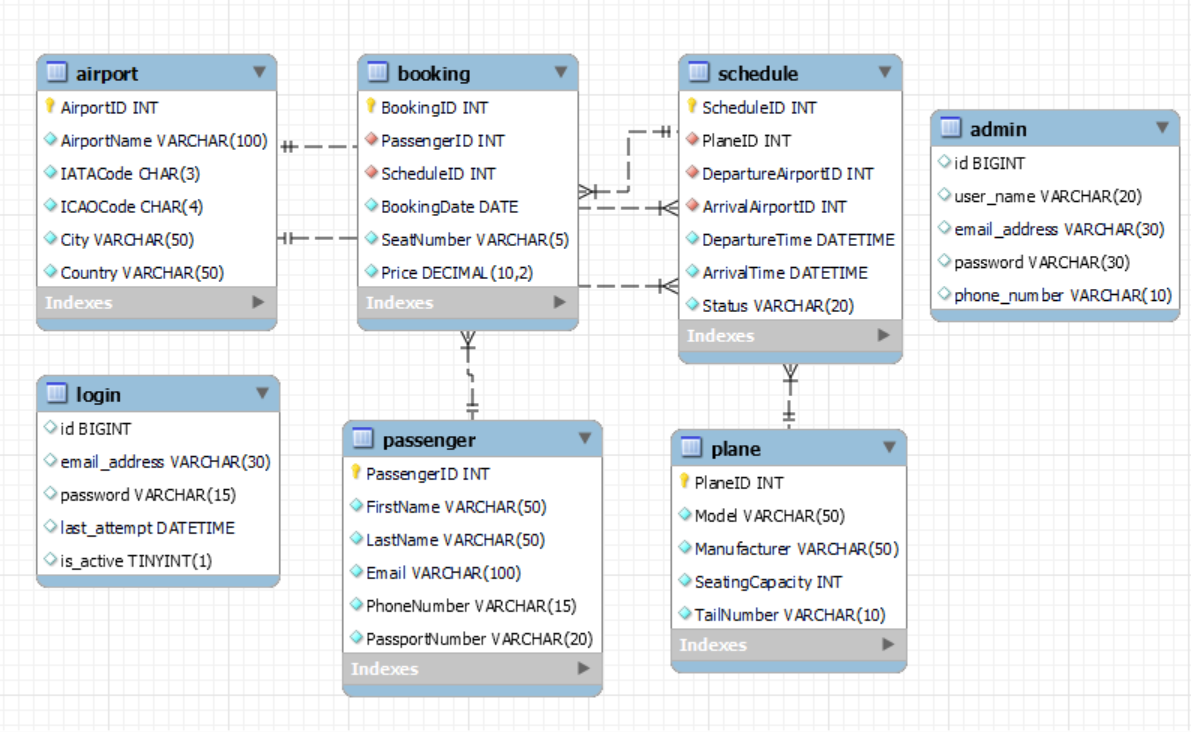 airport
AirportID INT
AirportName VARCHAR(100)
IATACode CHAR(3)
ICAOCode CHAR(4)
City VARCHAR(50)
Country VARCHAR(50)
Indexes
booking
BookingID INT
PassengerID INT
ScheduleID INT
BookingDate DATE
SeatNumber VARCHAR(5)
Price DECIMAL(10,2)
Indexes
schedule
ScheduleID INT
PlaneID INT
DepartureAirportID INT
ArrivalAirportID INT
DepartureTime DATETIME
ArrivalTime DATETIME
Status VARCHAR(20)
Indexes
admin
id BIGINT
user_name VARCHAR(20)
email_address VARCHAR(30)
password VARCHAR(30)
phone_number VARCHAR(10)
login
id BIGINT
email_address VARCHAR(30)
password VARCHAR(15)
last_attempt DATETIME
is_active TINYINT(1)
passenger
PassengerID INT
FirstName VARCHAR(50)
LastName VARCHAR(50)
Email VARCHAR(100)
PhoneNumber VARCHAR(15)
PassportNumber VARCHAR(20)
Indexes
plane
PlaneID INT
Model VARCHAR(50)
Manufacturer VARCHAR(50)
SeatingCapacity INT
TailNumber VARCHAR(10)
Indexes